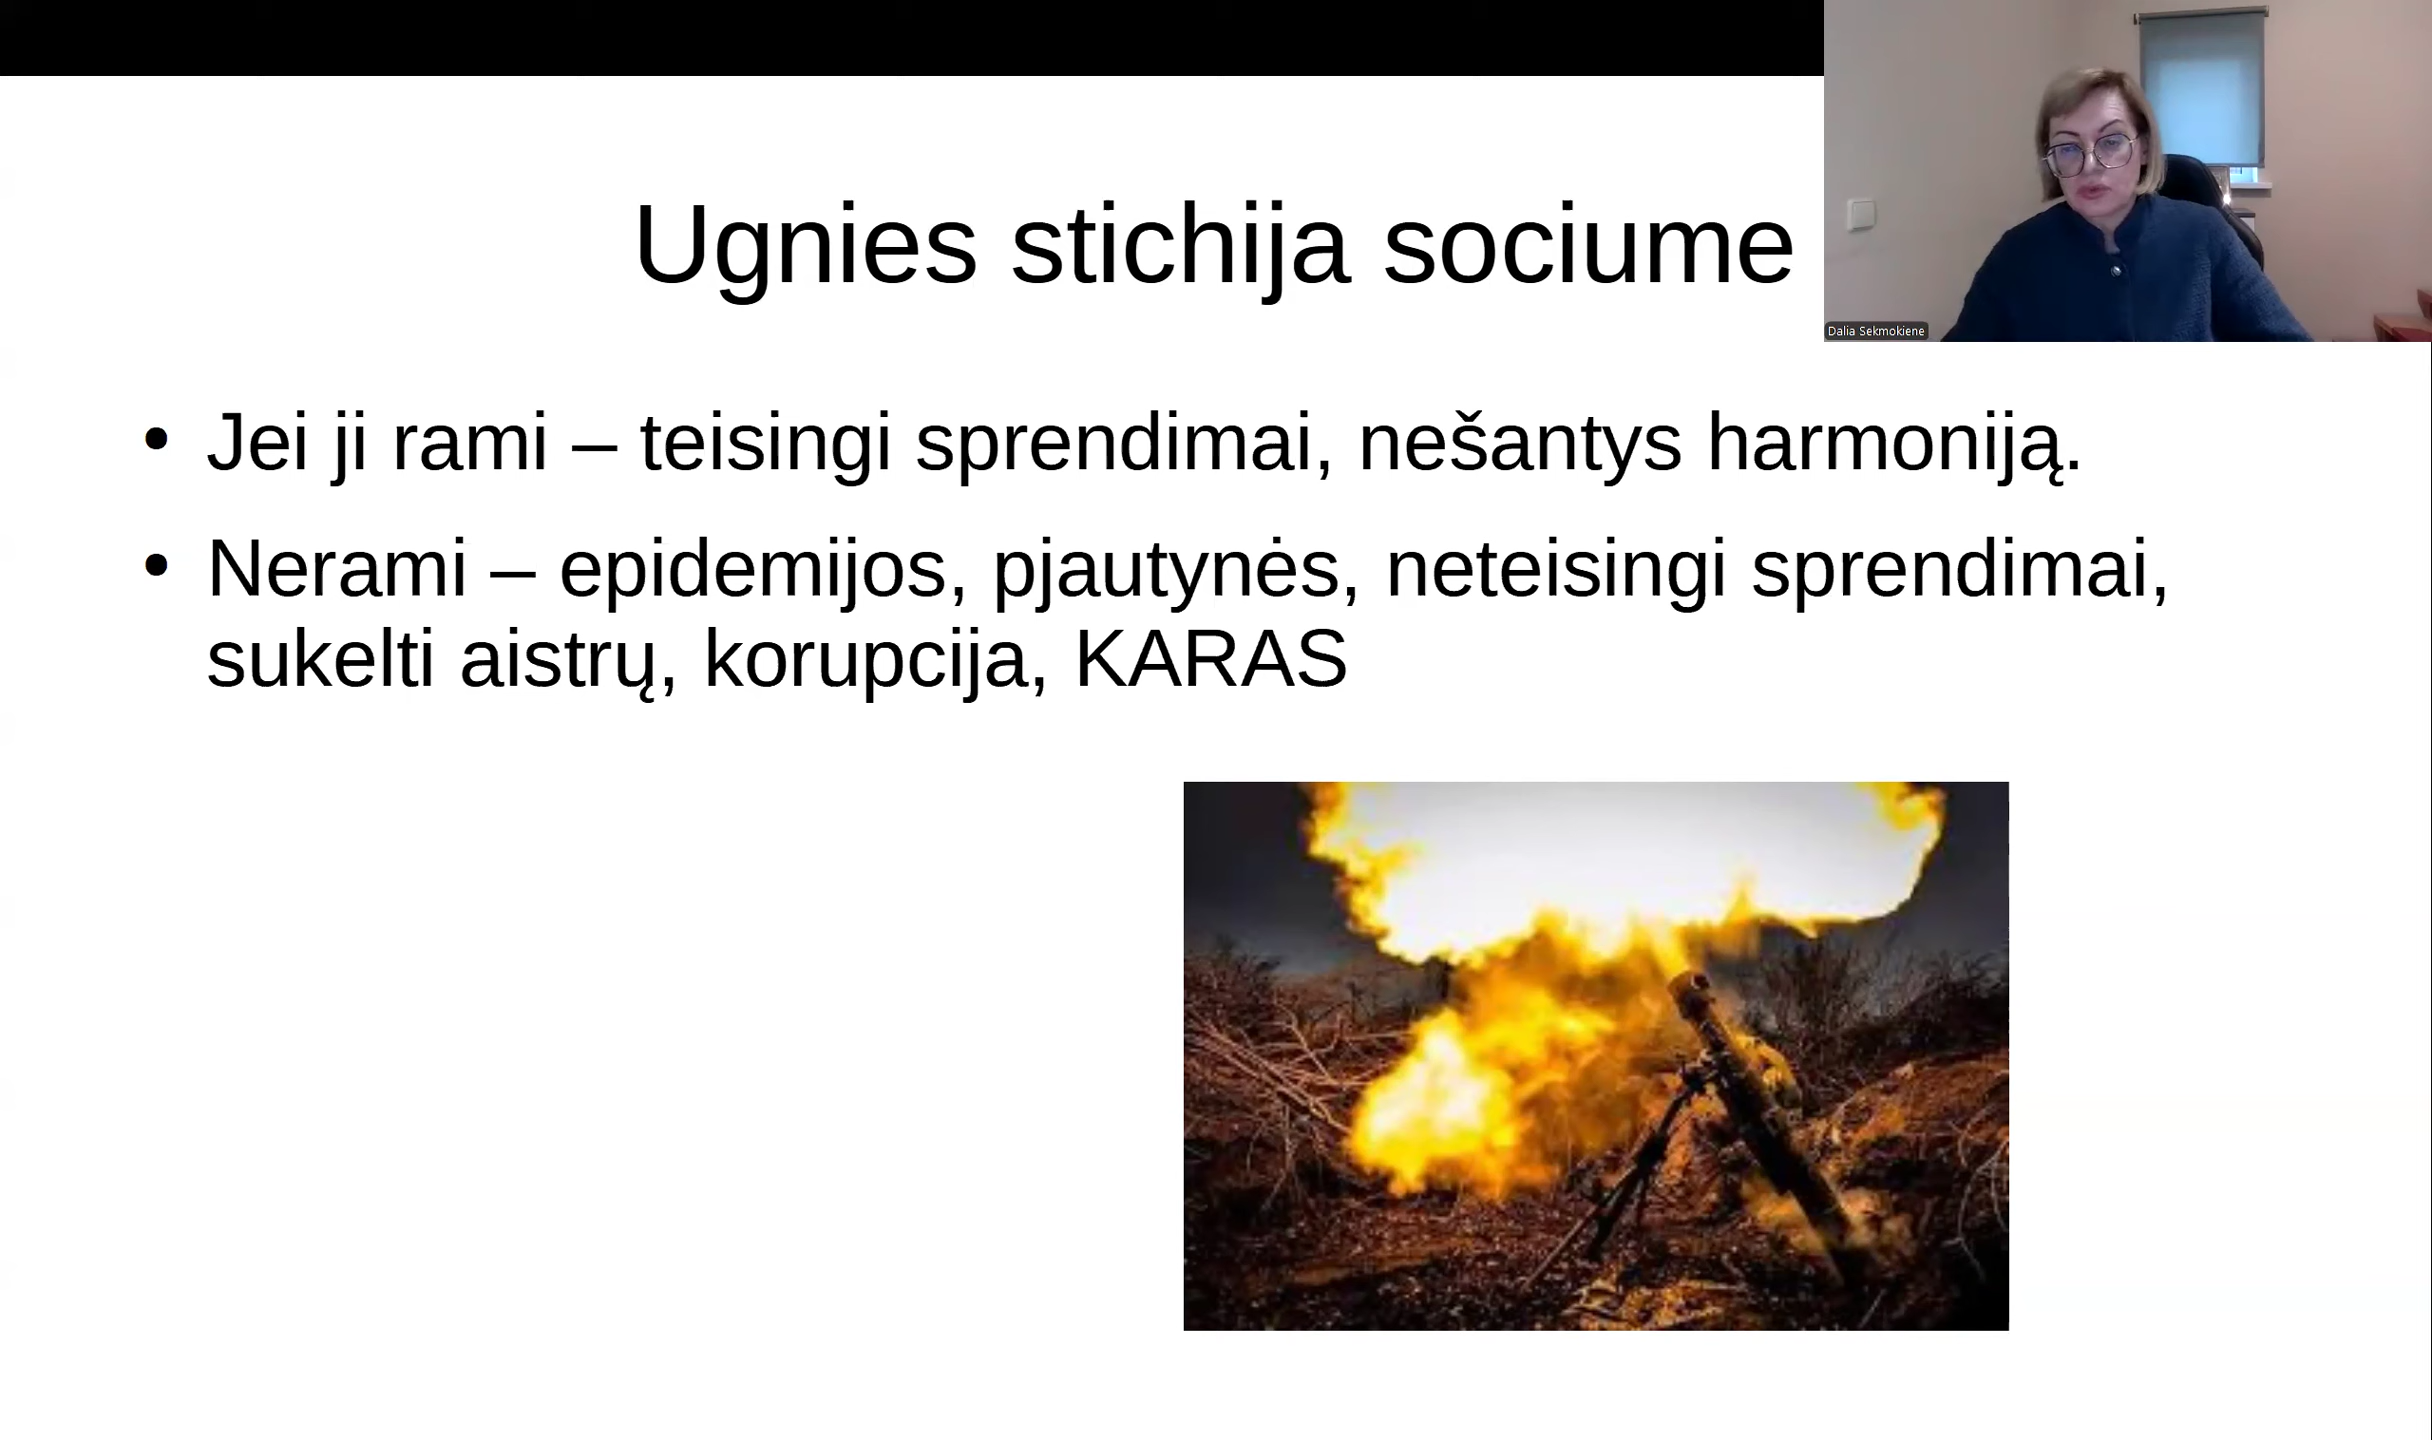 Ugnies stichija sociume
Dalia Sekmokiene
• Jei ji rami – teisingi sprendimai, nešantys harmoniją.
• Nerami – epidemijos, pjautynės, neteisingi sprendimai,
sukelti aistrų, korupcija, KARAS